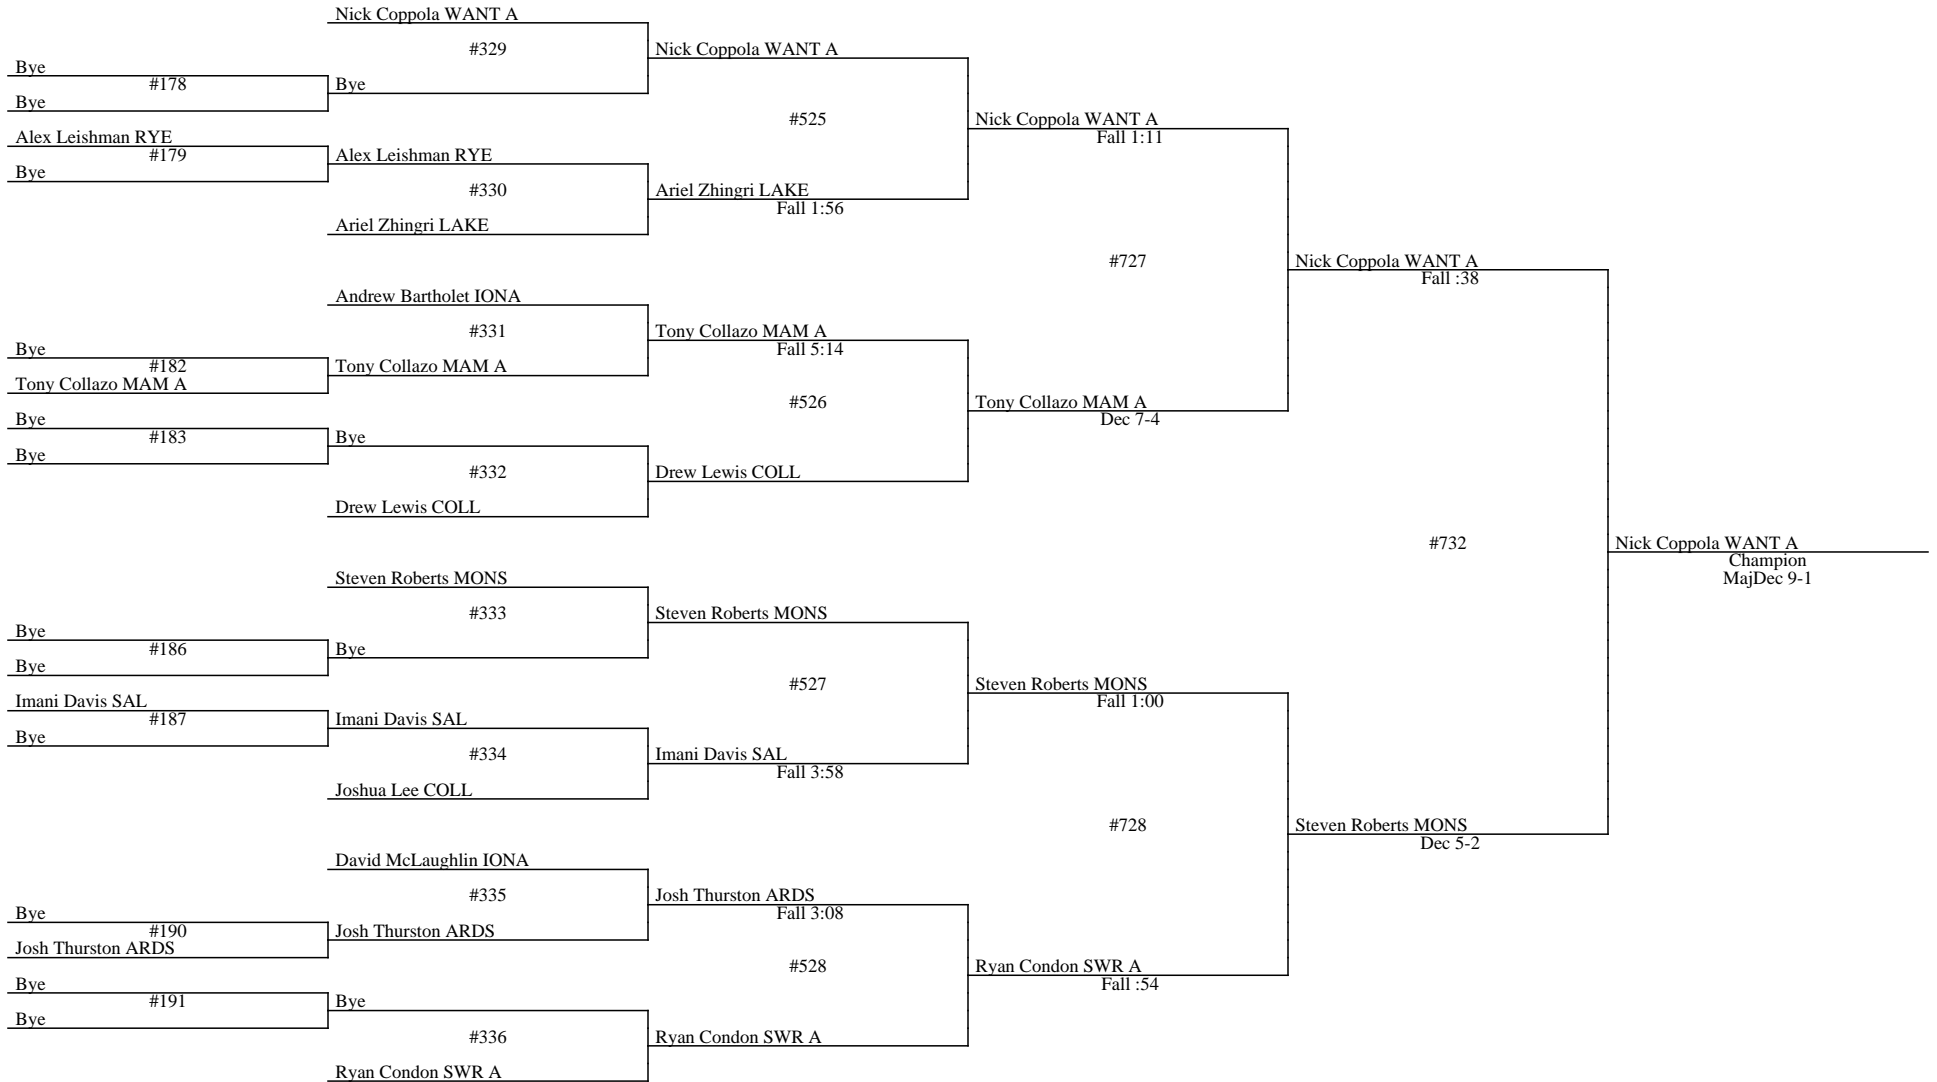 Nick Coppola WANT A
#329
Nick Coppola WANT A
Bye
#178
Bye
Bye
#525
Nick Coppola WANT A
Fall 1:11
Alex Leishman RYE
#179
Alex Leishman RYE
Bye
#330
Ariel Zhingri LAKE
Fall 1:56
Ariel Zhingri LAKE
#727
Nick Coppola WANT A
Fall :38
Andrew Bartholet IONA
#331
Tony Collazo MAM A
Fall 5:14
Bye
#182
Tony Collazo MAM A
Tony Collazo MAM A
#526
Tony Collazo MAM A
Dec 7-4
Bye
#183
Bye
Bye
#332
Drew Lewis COLL
Drew Lewis COLL
#732
Nick Coppola WANT A
Champion
MajDec 9-1
Steven Roberts MONS
#333
Steven Roberts MONS
Bye
#186
Bye
Bye
#527
Steven Roberts MONS
Fall 1:00
Imani Davis SAL
#187
Imani Davis SAL
Bye
#334
Imani Davis SAL
Fall 3:58
Joshua Lee COLL
#728
Steven Roberts MONS
Dec 5-2
David McLaughlin IONA
#335
Josh Thurston ARDS
Fall 3:08
Bye
#190
Josh Thurston ARDS
Josh Thurston ARDS
#528
Ryan Condon SWR A
Fall :54
Bye
#191
Bye
Bye
#336
Ryan Condon SWR A
Ryan Condon SWR A